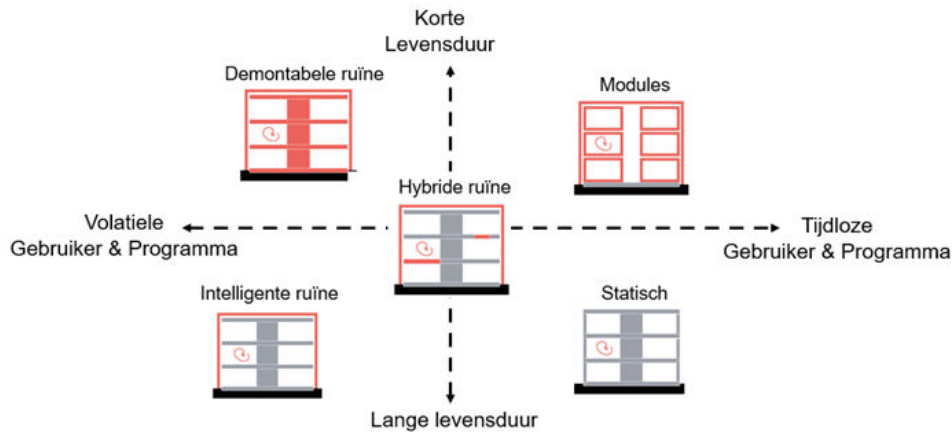 Korte
Levensduur
Demontabele ruïne
Modules
Hybride ruïne
Volatiele
Gebruiker & Programma
Tijdloze
Gebruiker & Programma
Intelligente ruïne
Statisch
Lange levensduur